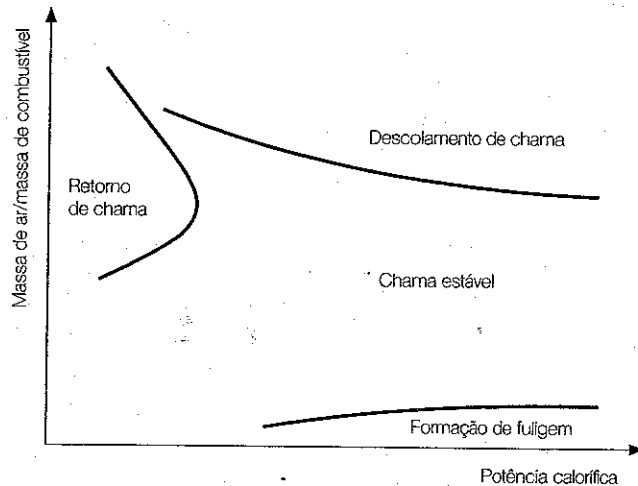 Massa de ar/massa de combustível
Descolamento de chama
Retorno
de chama
Chama estável
Formação de fuligem
Potência calorífica